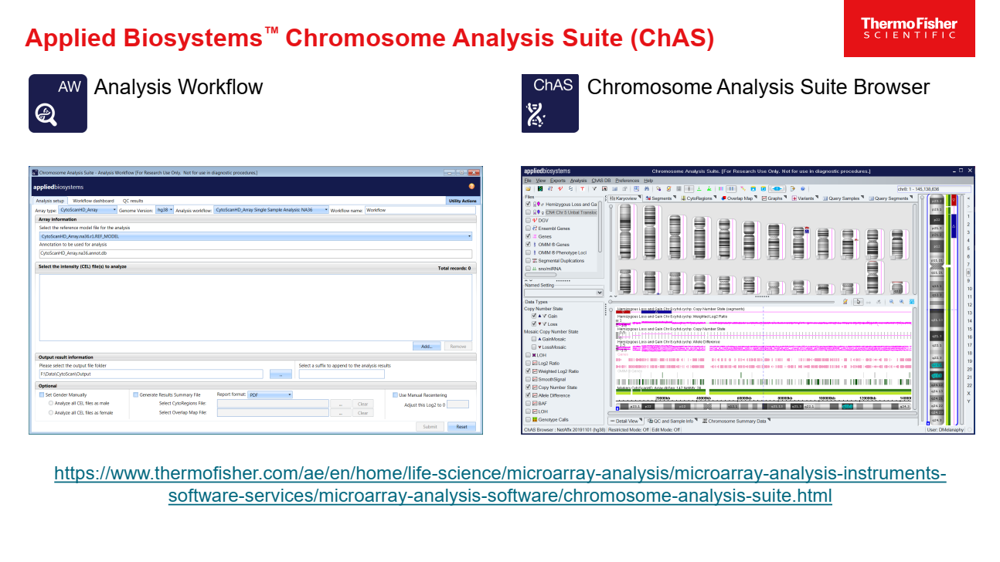 Applied Biosystems™ Chromosome Analysis Suite (ChAS)
ThermoFisher
SCIENTIFIC
AW
Analysis Workflow
ChAS
Chromosome Analysis Suite Browser
Chromosome Analysis Suite - Analysis Workflow [For Research Use Only. Not for use in diagnostic procedures.]
appliedbiosystems
Analysis setup Workflow dashboard QC results Utility Actions
Array type: CytoScanHD_Array Genome Version: hg38 Analysis workflow: CytoScanHD_Array Single Sample Analysis: NA36 Workflow name: Workflow
Array information
Select the reference model file for the analysis
CytoScanHD_Array.na36.r1.REF_MODEL
Annotation to be used for analysis
CytoScanHD_Array.na36.annot.db
Select the intensity (CEL) file(s) to analyze Total records: 0
Add... Remove
Output result information
Please select the output file folder Select a suffix to append to the analysis results
F:\Data\CytoScan\Output ...
Optional
Set Gender Manually Generate Results Summary File Report format: PDF Use Manual Recentering
Analyze all CEL files as male Select CytoRegions File: ... Clear Adjust this Log2 to 0
Analyze all CEL files as female Select Overlap Map File: ... Clear
Submit Reset
appliedbiosystems Chromosome Analysis Suite. [For Research Use Only. Not for use in diagnostic procedures.]
File View Exports Analysis ChAS DB Preferences Help
chr8: 1 - 145,138,636
Files
Karyoview Segments CytoRegions Overlap Map Graphs Variants Query Samples Query Segments
Hemizygous Loss and Ga
CN4 Chr 5 Unbal Transloc
DGV
Ensembl Genes
Genes
OMIM ® Genes
OMIM ® Phenotype Loci
Segmental Duplications
sno/miRNA
Named Setting
Data Types
Copy Number State
Gain
Loss
Mosaic Copy Number State
GainMosaic
LossMosaic
LOH
Log2 Ratio
Weighted Log2 Ratio
SmoothSignal
Copy Number State
Allele Difference
BAF
LOH
Genotype Calls
Hemizygous Loss and Gain Chr 8.cyhd.cychp: Copy Number State (segments)
Hemizygous Loss and Gain Chr 8.cyhd.cychp: Weighted Log2 Ratio
Hemizygous Loss and Gain Chr 8.cyhd.cychp: Copy Number State
Hemizygous Loss and Gain Chr 8.cyhd.cychp: Allele Difference
20000kb 40000kb 60000kb 80000kb 100000kb 120000kb
Detail View QC and Sample Info Chromosome Summary Data
ChAS Browser : NetAffx 20191101 (hg38) Restricted Mode: Off Edit Mode: Off User: DMeianaphy
1
2
3
4
5
6
7
8
9
10
11
12
13
14
15
16
17
18
19
20
21
22
X
Y
https://www.thermofisher.com/ae/en/home/life-science/microarray-analysis/microarray-analysis-instruments-
software-services/microarray-analysis-software/chromosome-analysis-suite.html